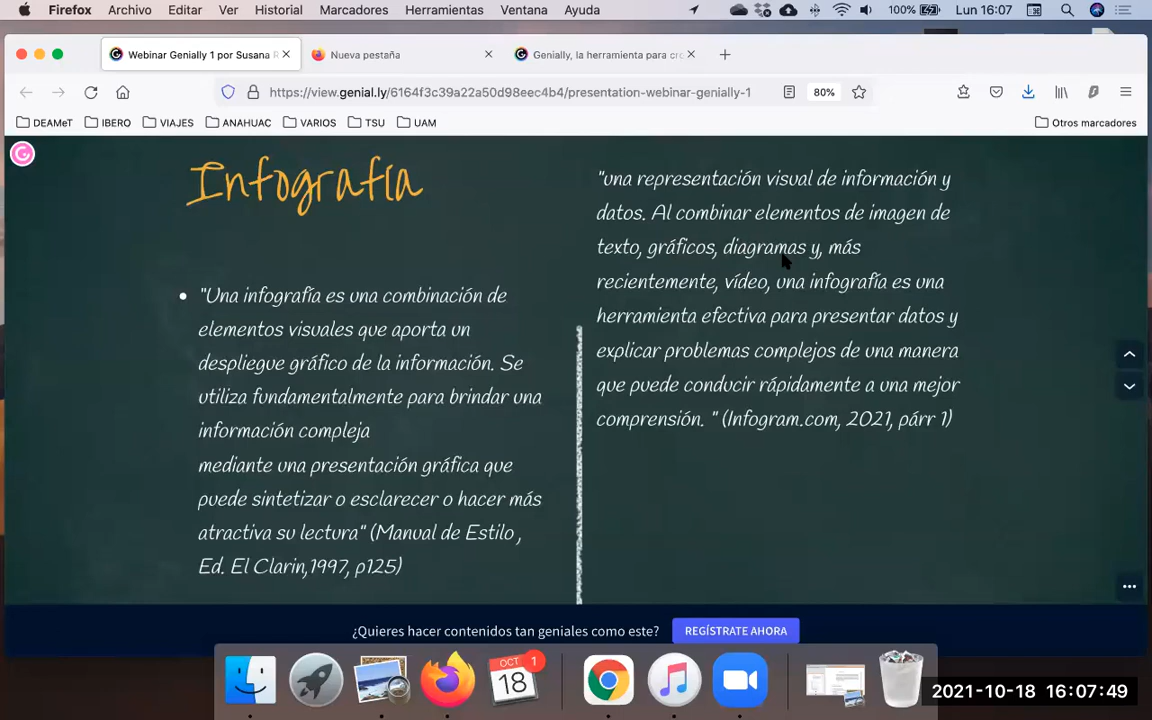 Firefox Archivo Editar Ver Historial Marcadores Herramientas Ventana Ayuda 100% Lun 16:07
Webinar Genially 1 por Susana R Nueva pestaña Genially, la herramienta para cre
https://view.genial.ly/6164f3c39a22a50d98eec4b4/presentation-webinar-genially-1 80%
DEAMeT IBERO VIAJES ANAHUAC VARIOS TSU UAM Otros marcadores
Infografía
"Una infografía es una combinación de
elementos visuales que aporta un
despliegue gráfico de la información. Se
utiliza fundamentalmente para brindar una
información compleja
mediante una presentación gráfica que
puede sintetizar o esclarecer o hacer más
atractiva su lectura" (Manual de Estilo ,
Ed. El Clarin,1997, p125)
"una representación visual de información y
datos. Al combinar elementos de imagen de
texto, gráficos, diagramas y, más
recientemente, vídeo, una infografía es una
herramienta efectiva para presentar datos y
explicar problemas complejos de una manera
que puede conducir rápidamente a una mejor
comprensión. " (Infogram.com, 2021, párr 1)
¿Quieres hacer contenidos tan geniales como este? REGÍSTRATE AHORA
OCT 1
18
2021-10-18 16:07:49